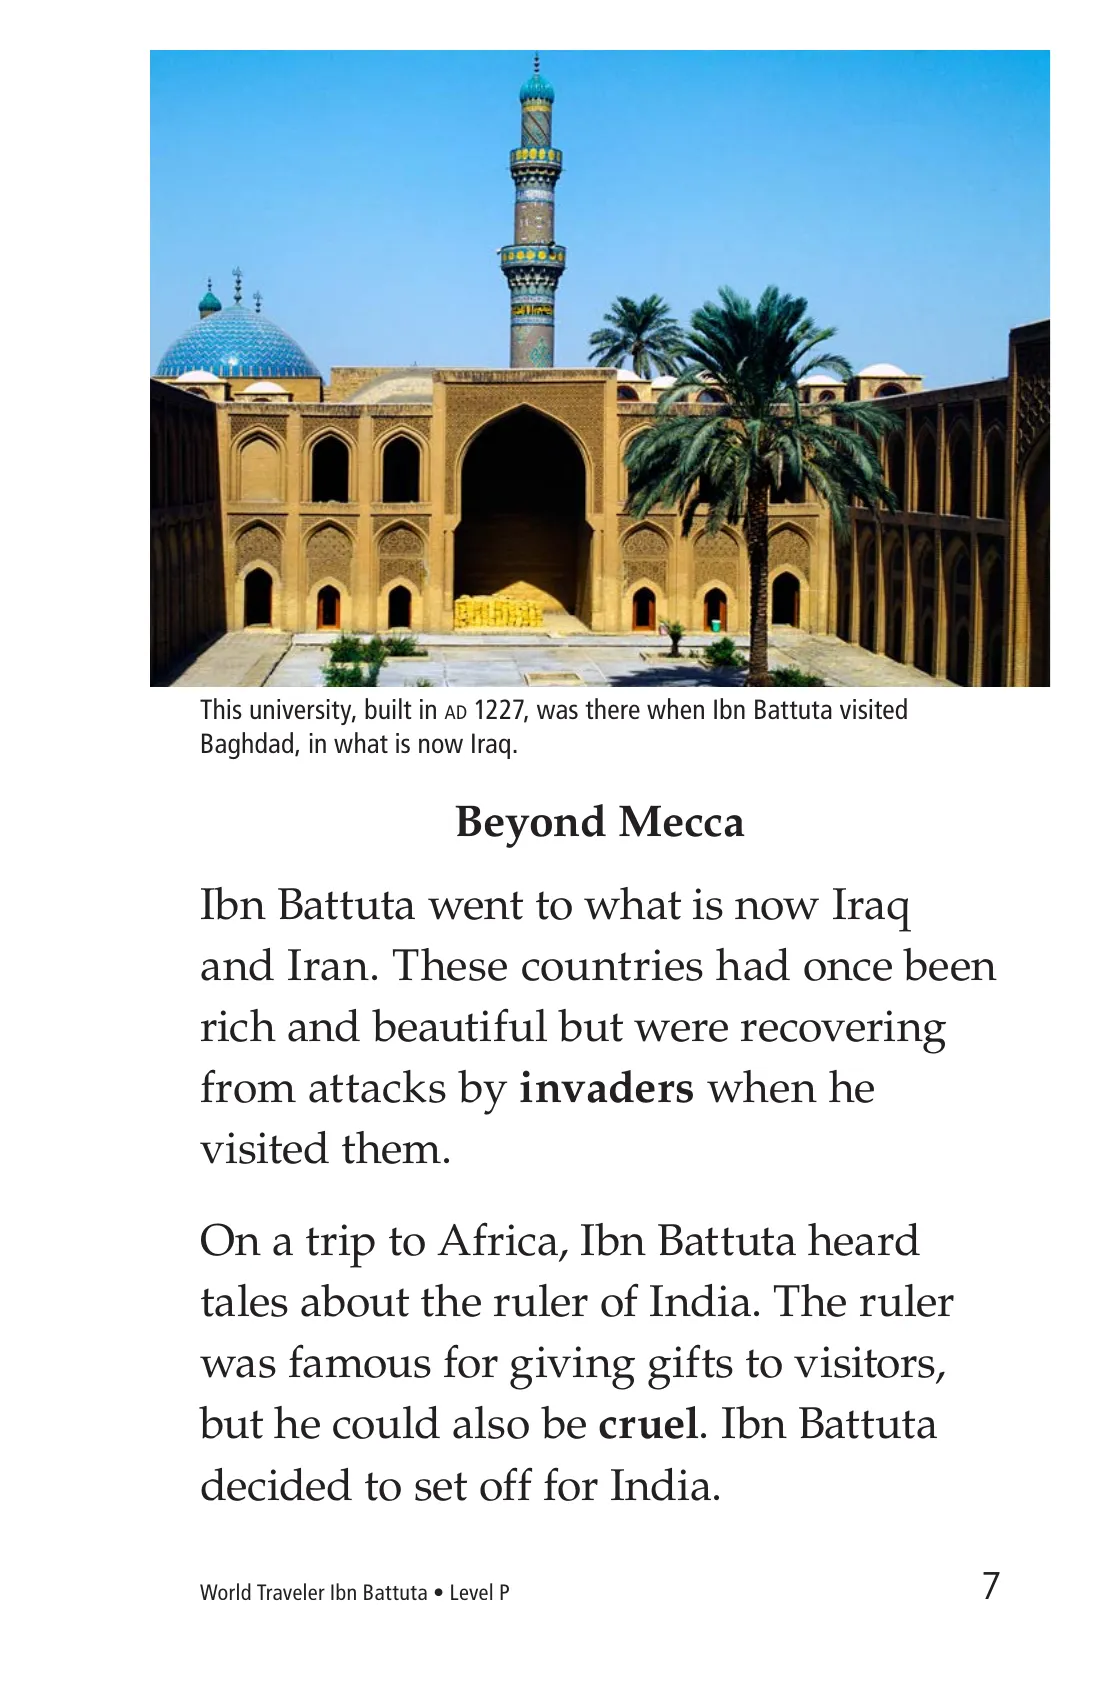 This university, built in AD 1227, was there when Ibn Battuta visited
Baghdad, in what is now Iraq.
Beyond Mecca
Ibn Battuta went to what is now Iraq
and Iran. These countries had once been
rich and beautiful but were recovering
from attacks by invaders when he
visited them.
On a trip to Africa, Ibn Battuta heard
tales about the ruler of India. The ruler
was famous for giving gifts to visitors,
but he could also be cruel. Ibn Battuta
decided to set off for India.
World Traveler Ibn Battuta • Level P
7